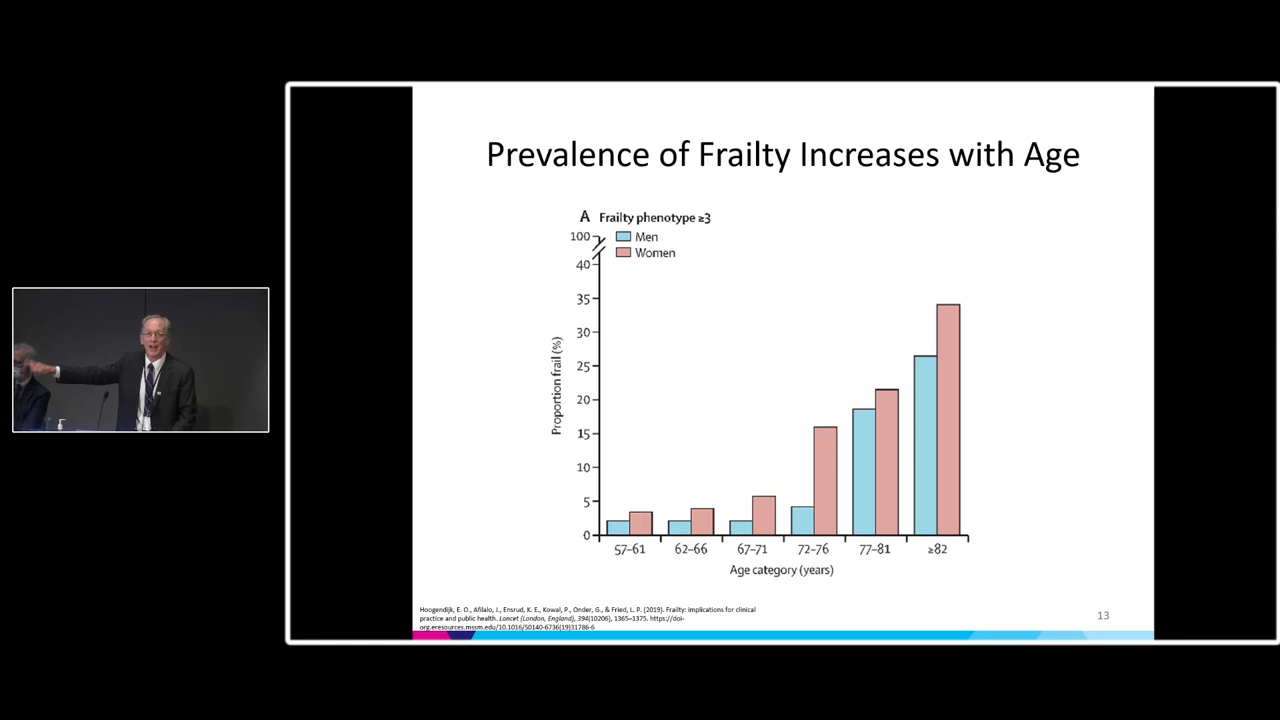 Prevalence of Frailty Increases with Age
A Frailty phenotype ≥3
100
Men
Women
40
35
30
25
20
15
10
5
0
Proportion frail (%)
57–61 62–66 67–71 72–76 77–81 ≥82
Age category (years)
Hoogendijk, E. O., Afilalo, J., Ensrud, K. E., Kowal, P., Onder, G., & Fried, L. P. (2019). Frailty: implications for clinical
practice and public health. Lancet (London, England), 394(10206), 1365–1375. https://doi-
org.eresources.mssm.edu/10.1016/S0140-6736(19)31786-6
13